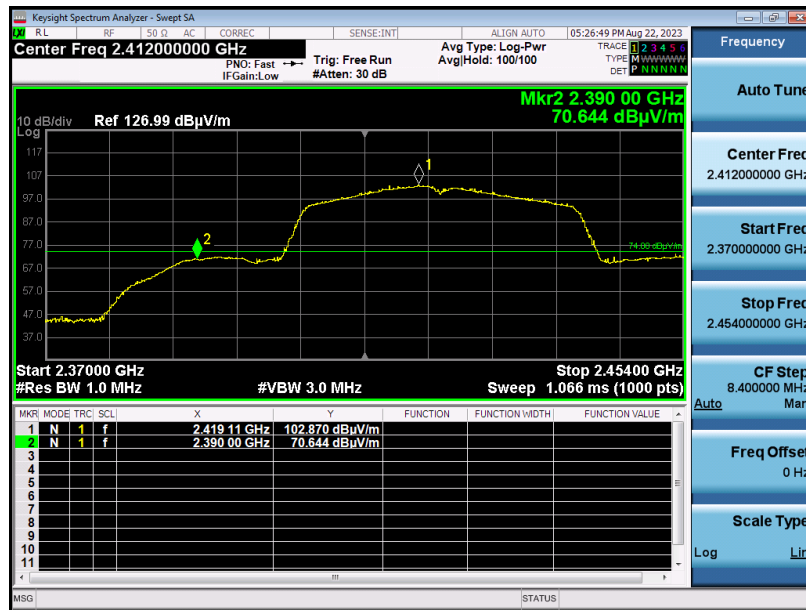 Keysight Spectrum Analyzer - Swept SA
RL RF 50 Ω AC CORREC SENSE:INT ALIGN AUTO 05:26:49 PM Aug 22, 2023
Center Freq 2.412000000 GHz
PNO: Fast
IFGain:Low
Trig: Free Run
#Atten: 30 dB
Avg Type: Log-Pwr
Avg|Hold: 100/100
TRACE 1 2 3 4 5 6
TYPE M WWWWW
DET P N N N N N
Mkr2 2.390 00 GHz
70.644 dBµV/m
10 dB/div Ref 126.99 dBµV/m
Log
117
107
97.0
87.0
77.0
67.0
57.0
47.0
37.0
1
2
74.00 dBµV/m
Start 2.37000 GHz Stop 2.45400 GHz
#Res BW 1.0 MHz #VBW 3.0 MHz Sweep 1.066 ms (1000 pts)
MKR MODE TRC SCL X Y FUNCTION FUNCTION WIDTH FUNCTION VALUE
1 N 1 f 2.419 11 GHz 102.870 dBµV/m
2 N 1 f 2.390 00 GHz 70.644 dBµV/m
3
4
5
6
7
8
9
10
11
MSG STATUS
Frequency
Auto Tune
Center Freq
2.412000000 GHz
Start Freq
2.370000000 GHz
Stop Freq
2.454000000 GHz
CF Step
8.400000 MHz
Auto Man
Freq Offset
0 Hz
Scale Type
Log Lin